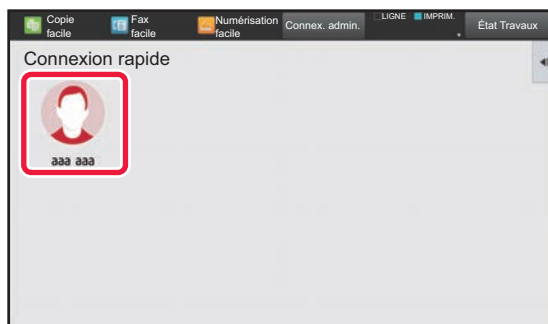 Copie
facile
Fax
facile
Numérisation
facile
Connex. admin.
LIGNE
IMPRIM.
État Travaux
Connexion rapide
aaa aaa